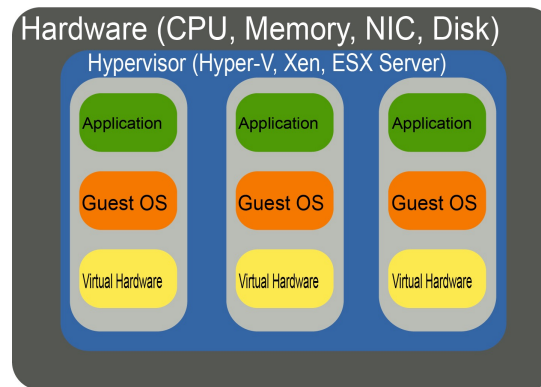 Hardware (CPU, Memory, NIC, Disk)
Hypervisor (Hyper-V, Xen, ESX Server)
Application
Guest OS
Virtual Hardware
Application
Guest OS
Virtual Hardware
Application
Guest OS
Virtual Hardware